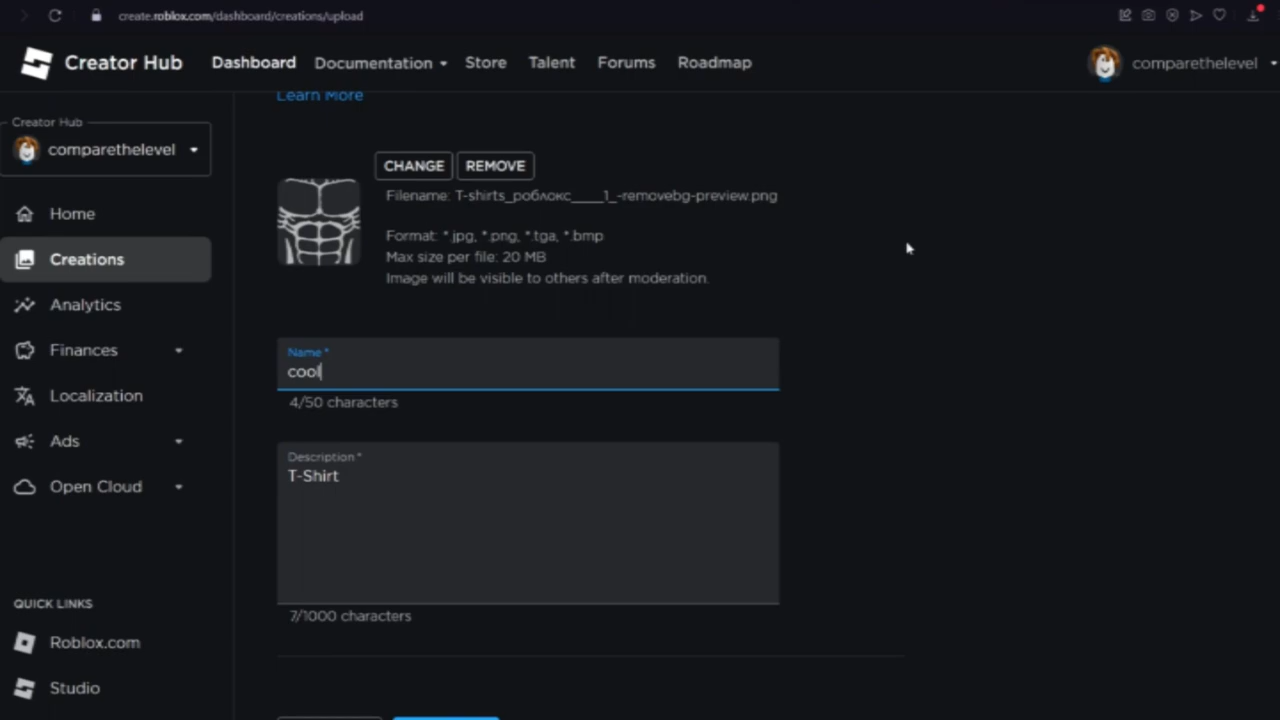 create.roblox.com/dashboard/creations/upload
Creator Hub
Dashboard
Documentation
Store
Talent
Forums
Roadmap
comparethelevel
Learn More
Creator Hub
comparethelevel
Home
Creations
Analytics
Finances
Localization
Ads
Open Cloud
QUICK LINKS
Roblox.com
Studio
CHANGE
REMOVE
Filename: T-shirts_роблокс____1_-removebg-preview.png
Format: *.jpg, *.png, *.tga, *.bmp
Max size per file: 20 MB
Image will be visible to others after moderation.
Name*
cool
4/50 characters
Description*
T-Shirt
7/1000 characters